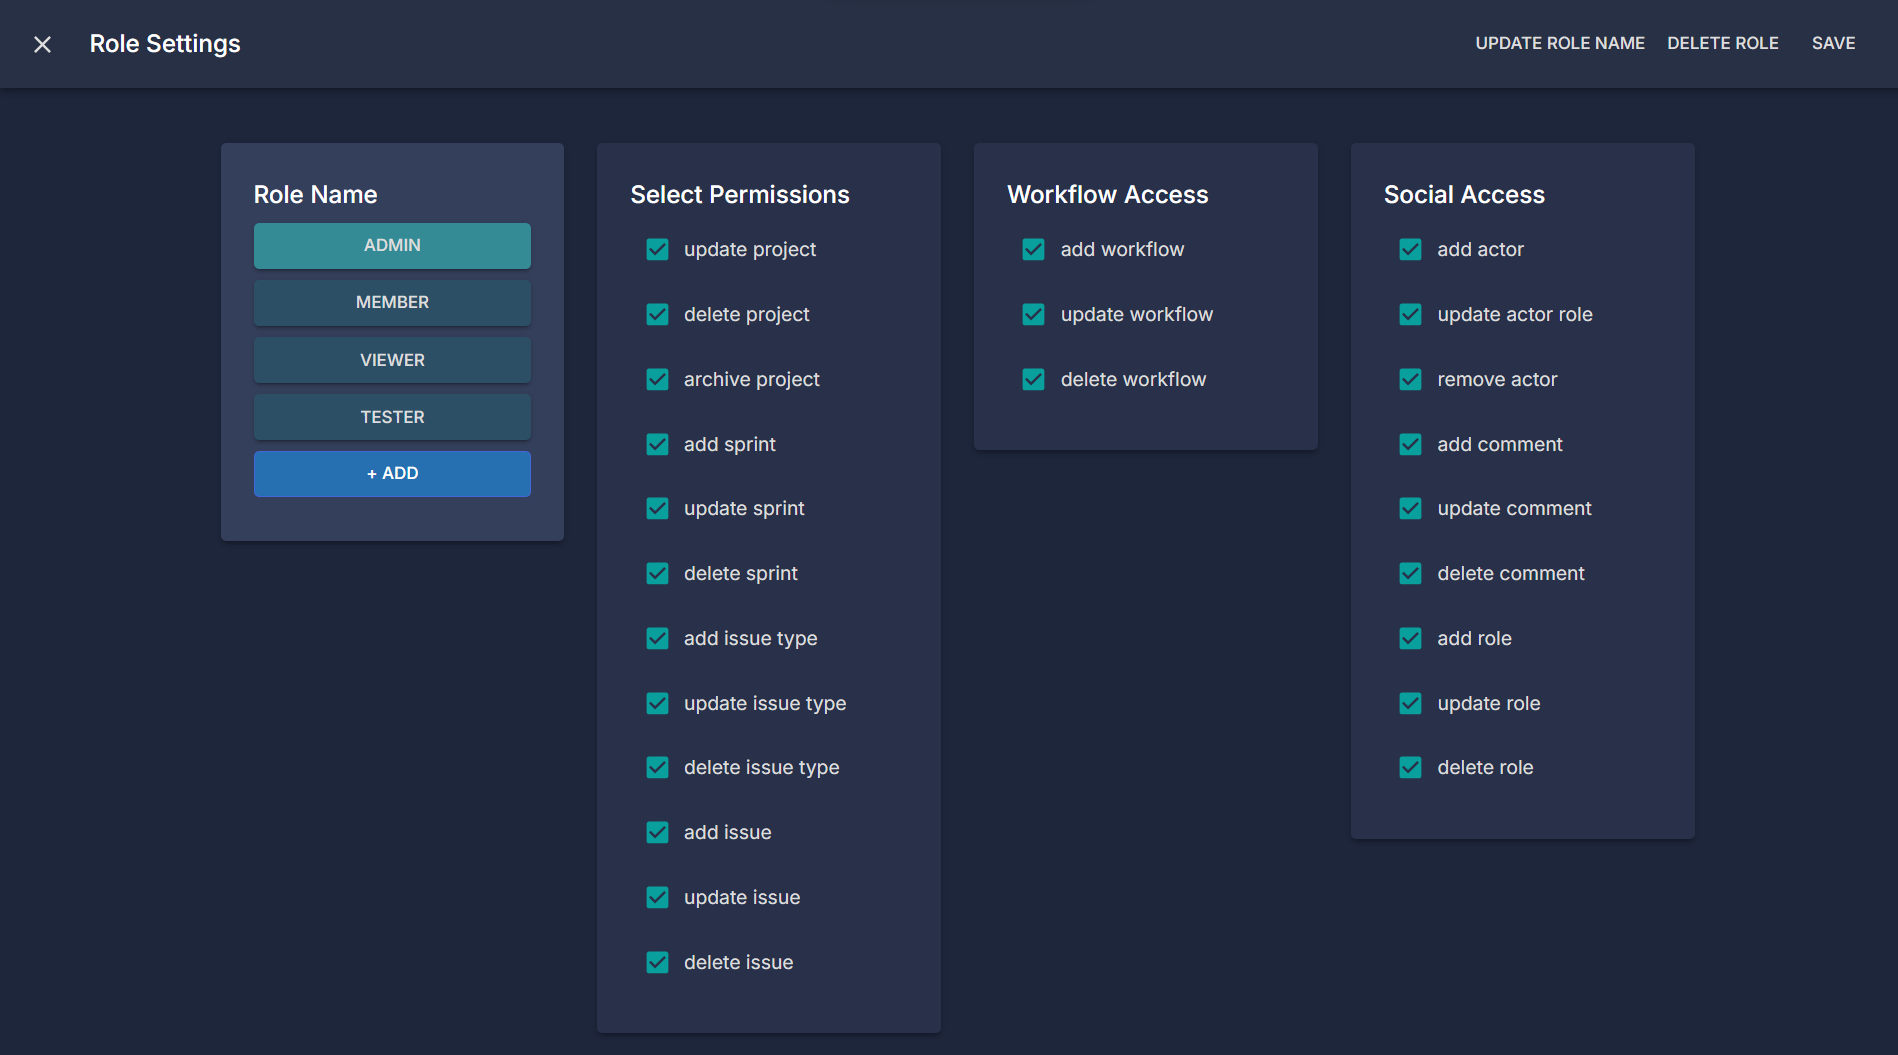 Role Settings
UPDATE ROLE NAME
DELETE ROLE
SAVE
Role Name
ADMIN
MEMBER
VIEWER
TESTER
+ ADD
Select Permissions
update project
delete project
archive project
add sprint
update sprint
delete sprint
add issue type
update issue type
delete issue type
add issue
update issue
delete issue
Workflow Access
add workflow
update workflow
delete workflow
Social Access
add actor
update actor role
remove actor
add comment
update comment
delete comment
add role
update role
delete role